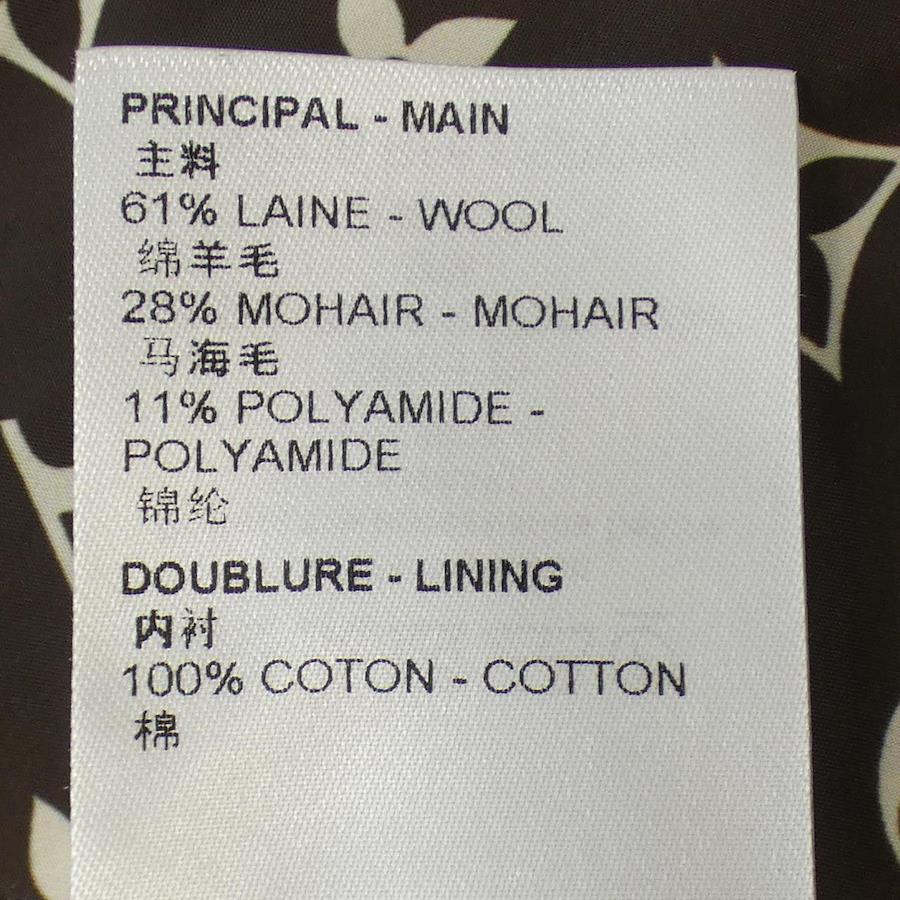 PRINCIPAL - MAIN
主料
61% LAINE - WOOL
绵羊毛
28% MOHAIR - MOHAIR
马海毛
11% POLYAMIDE -
POLYAMIDE
锦纶
DOUBLURE - LINING
内衬
100% COTON - COTTON
棉